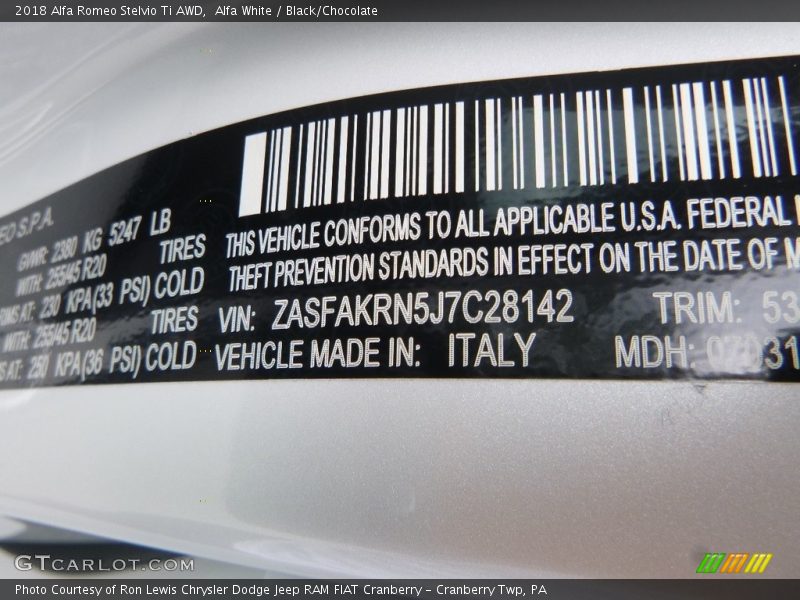 2018 Alfa Romeo Stelvio Ti AWD,  Alfa White / Black/Chocolate
EO S.P.A.
GVWR: 2380 KG 5247 LB
WITH: 255/45 R20 TIRES
AT: 230 KPA(33 PSI) COLD
WITH: 255/45 R20 TIRES
AT: 250 KPA(36 PSI) COLD
THIS VEHICLE CONFORMS TO ALL APPLICABLE U.S.A. FEDERAL
THEFT PREVENTION STANDARDS IN EFFECT ON THE DATE OF M
VIN: ZASFAKRN5J7C28142 TRIM: 53
VEHICLE MADE IN: ITALY MDH: 07031
GTCARLOT.COM
Photo Courtesy of Ron Lewis Chrysler Dodge Jeep RAM FIAT Cranberry – Cranberry Twp, PA